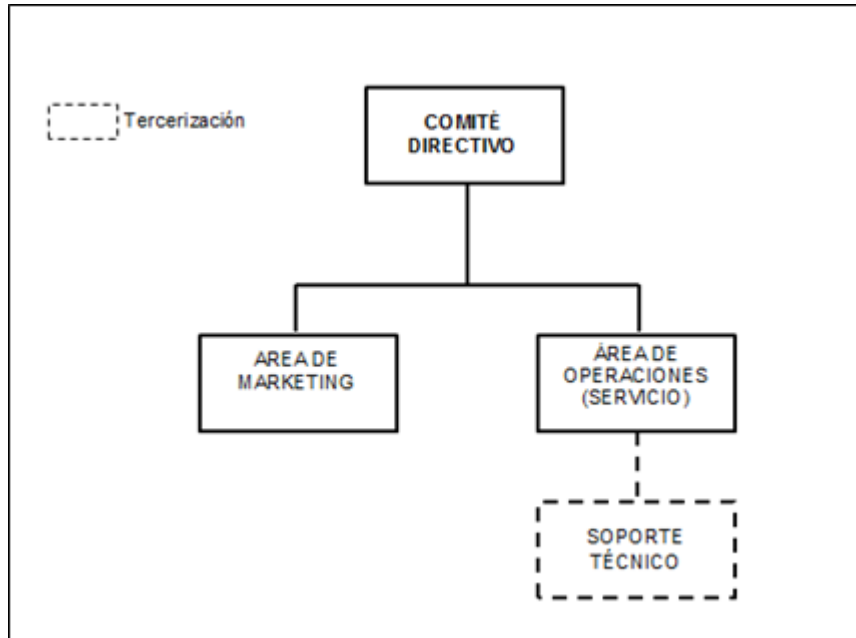 Tercerización
COMITÉ
DIRECTIVO
AREA DE
MARKETING
ÁREA DE
OPERACIONES
(SERVICIO)
SOPORTE
TÉCNICO